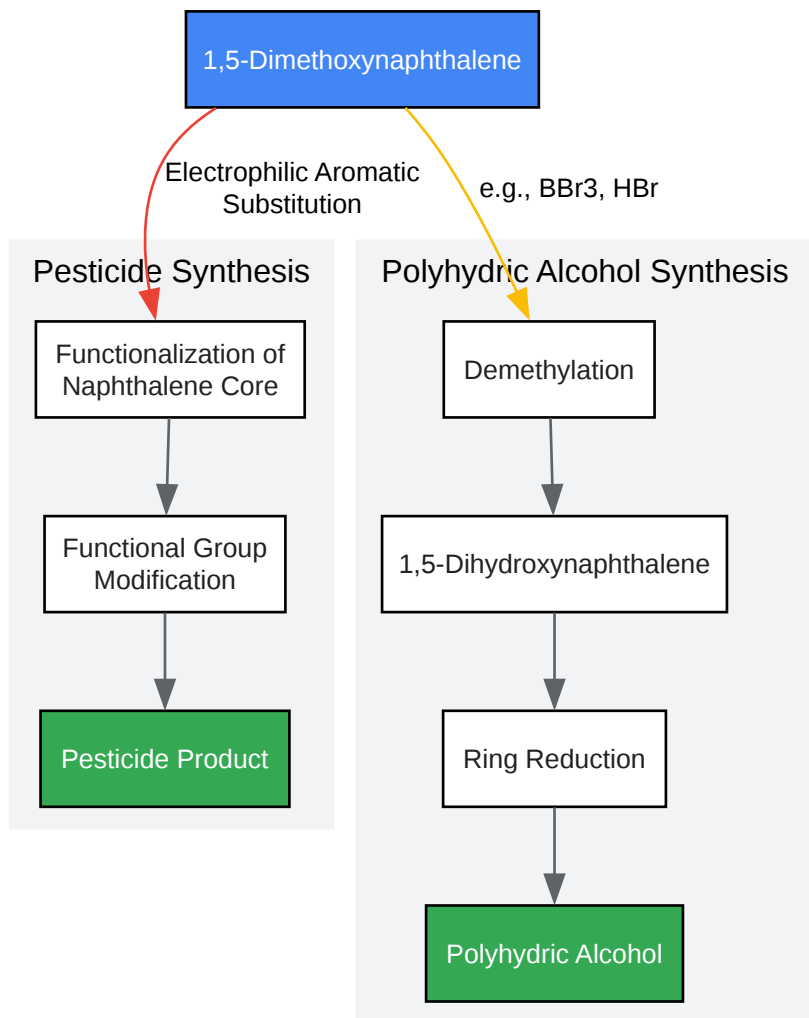 1,5-Dimethoxynaphthalene
Electrophilic Aromatic
Substitution
e.g., BBr3, HBr
Pesticide Synthesis
Functionalization of
Naphthalene Core
Functional Group
Modification
Pesticide Product
Polyhydric Alcohol Synthesis
Demethylation
1,5-Dihydroxynaphthalene
Ring Reduction
Polyhydric Alcohol